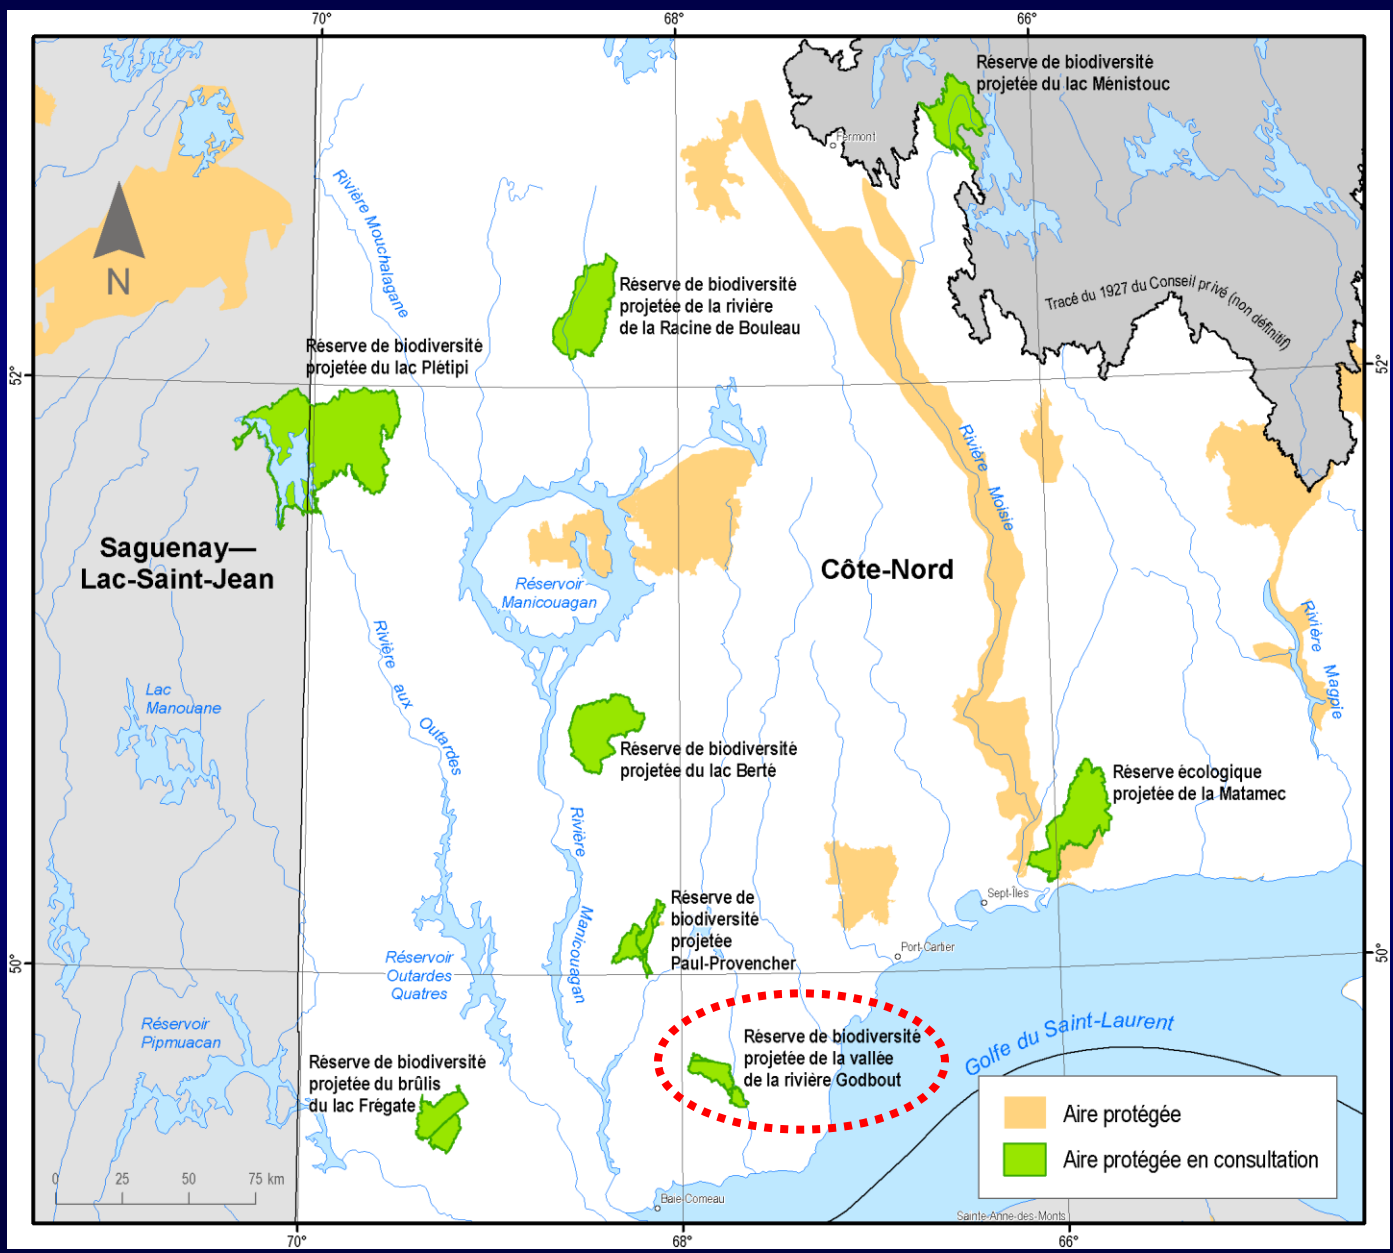 70°
68°
66°
Réserve de biodiversité
projetée du lac Ménistouc
Fermont
Rivière Mouchalagane
N
Réserve de biodiversité
projetée de la rivière
de la Racine de Bouleau
Tracé du 1927 du Conseil privé (non définitif)
Réserve de biodiversité
projetée du lac Plétipi
52°
52°
Rivière Moisie
Saguenay—
Lac-Saint-Jean
Côte-Nord
Réservoir
Manicouagan
Rivière aux Outardes
Rivière Magpie
Lac
Manouane
Réserve de biodiversité
projetée du lac Berté
Réserve écologique
projetée de la Matamec
Rivière Manicouagan
Sept-Îles
Réserve de
biodiversité
projetée
Paul-Provencher
Port-Cartier
Réservoir
Outardes
Quatres
50°
50°
Réservoir
Pipmuacan
Réserve de biodiversité
projetée de la vallée
de la rivière Godbout
Golfe du Saint-Laurent
Réserve de biodiversité
projetée du brûlis
du lac Frégate
Aire protégée
Aire protégée en consultation
0 25 50 75 km
Baie-Comeau
Sainte-Anne-des-Monts
70°
68°
66°